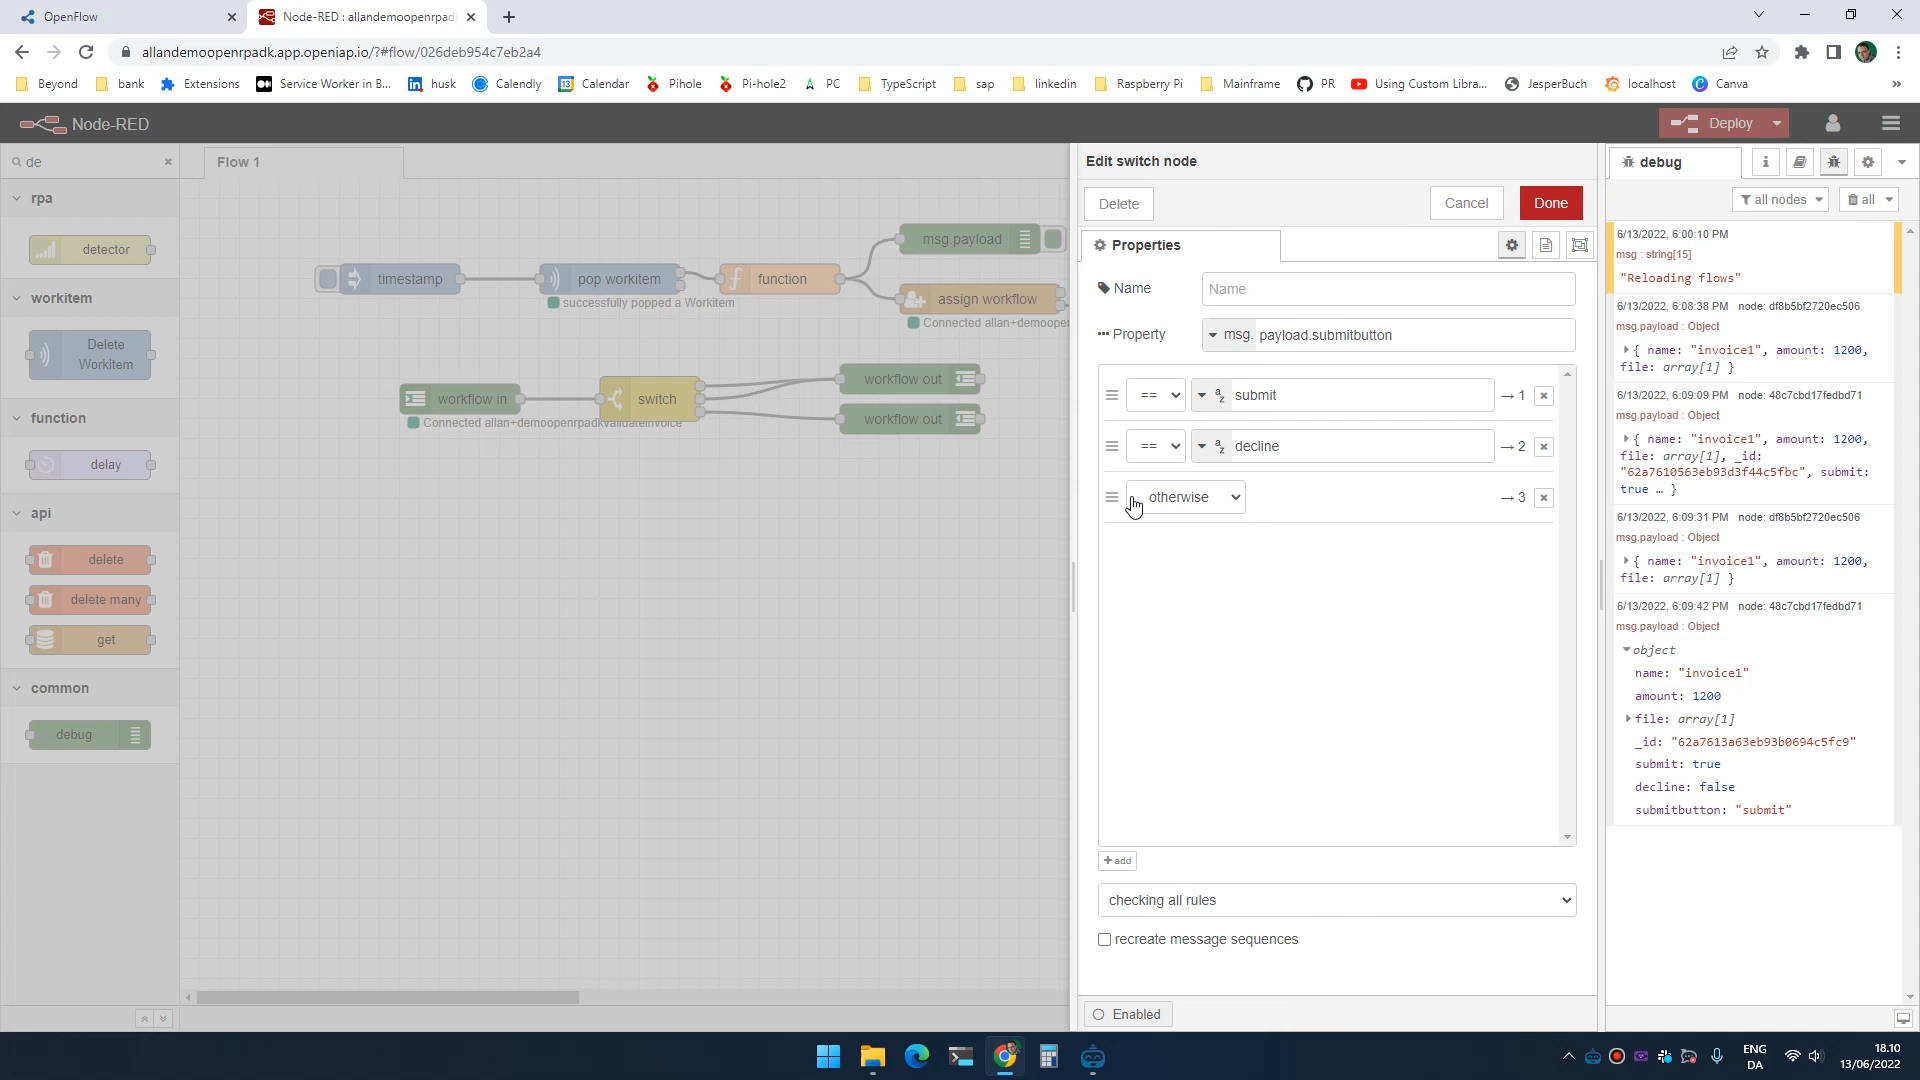 OpenFlow
Node-RED : allandemoopenrpadk
allandemoopenrpadk.app.openiap.io/?#flow/026deb954c7eb2a4
Beyond
bank
Extensions
Service Worker in B...
husk
Calendly
Calendar
Pihole
Pi-hole2
PC
TypeScript
sap
linkedin
Raspberry Pi
Mainframe
PR
Using Custom Libra...
JesperBuch
localhost
Canva
»
Node-RED
Deploy
de
Flow 1
rpa
detector
workitem
Delete
WorkItem
function
delay
api
delete
delete many
get
common
debug
timestamp
pop workitem
successfully popped a Workitem
function
msg.payload
assign workflow
Connected allan+demooper
workflow in
Connected allan+demoopenrpadkvalidateinvoice
switch
workflow out
workflow out
Edit switch node
Delete
Cancel
Done
Properties
Name
Name
Property
msg. payload.submitbutton
== submit → 1
== decline → 2
otherwise → 3
+ add
checking all rules
recreate message sequences
Enabled
debug
all nodes
all
6/13/2022, 6:00:10 PM
msg : string[15]
"Reloading flows"
6/13/2022, 6:08:38 PM node: df8b5bf2720ec506
msg.payload : Object
{ name: "invoice1", amount: 1200,
file: array[1] }
6/13/2022, 6:09:09 PM node: 48c7cbd17fedbd71
msg.payload : Object
{ name: "invoice1", amount: 1200,
file: array[1], _id:
"62a7610563eb93d3f44c5fbc", submit:
true … }
6/13/2022, 6:09:31 PM node: df8b5bf2720ec506
msg.payload : Object
{ name: "invoice1", amount: 1200,
file: array[1] }
6/13/2022, 6:09:42 PM node: 48c7cbd17fedbd71
msg.payload : Object
object
name: "invoice1"
amount: 1200
file: array[1]
_id: "62a7613a63eb93b0694c5fc9"
submit: true
decline: false
submitbutton: "submit"
ENG
DA
18.10
13/06/2022